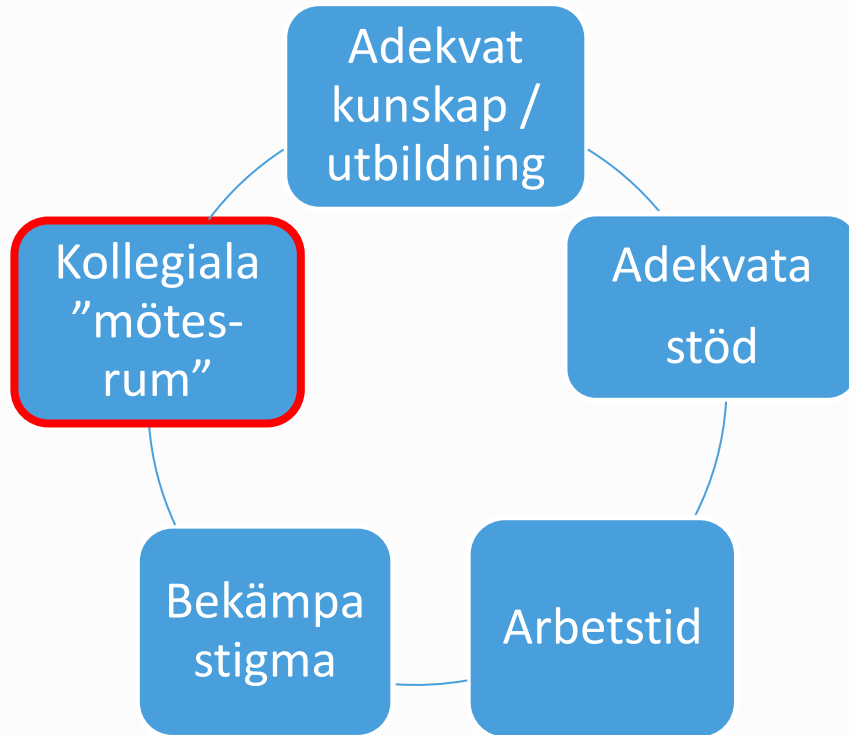 Adekvat
kunskap /
utbildning
Adekvata
stöd
Arbetstid
Bekämpa
stigma
Kollegiala
”mötes-
rum”